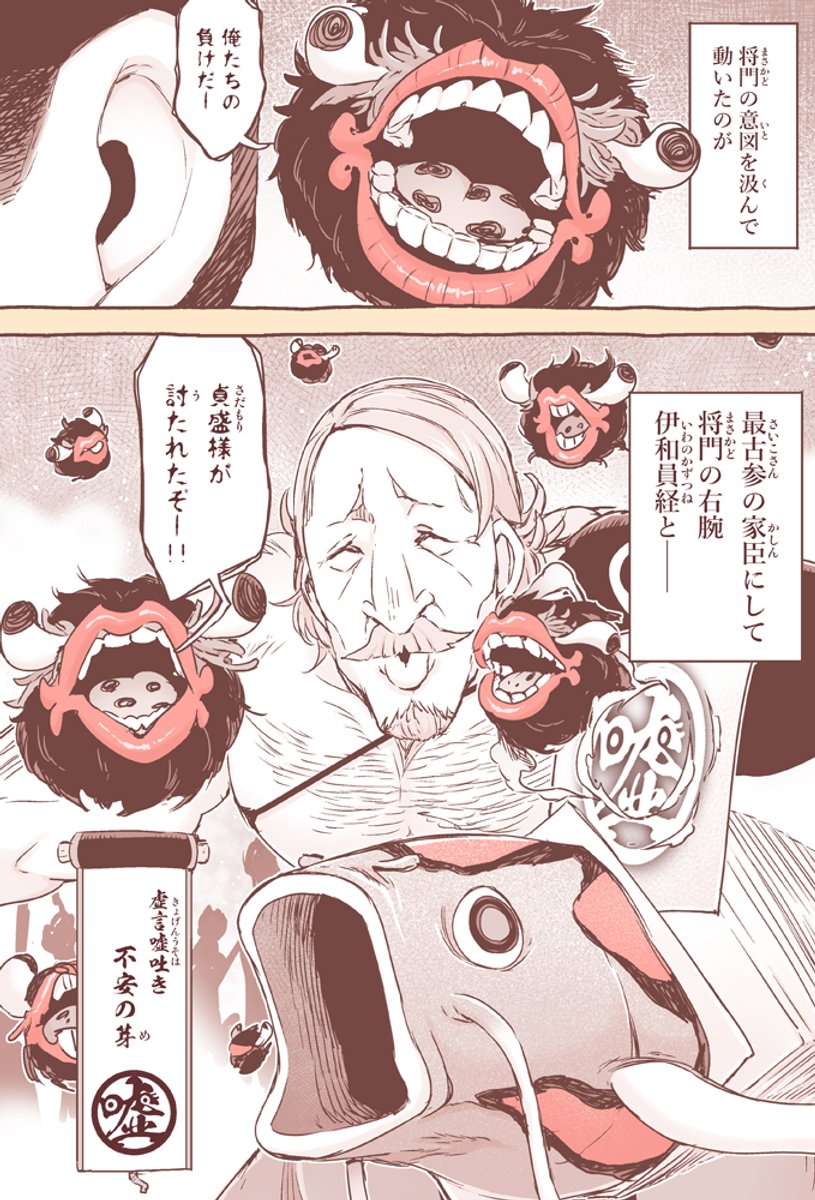 将門の意図を汲んで
動いたのが
俺たちの
負けだー
最古参の家臣にして
将門の右腕
伊和員経と――
貞盛様が
討たれたぞー!!
嘘
虚言嘘吐き
不安の芽
嘘